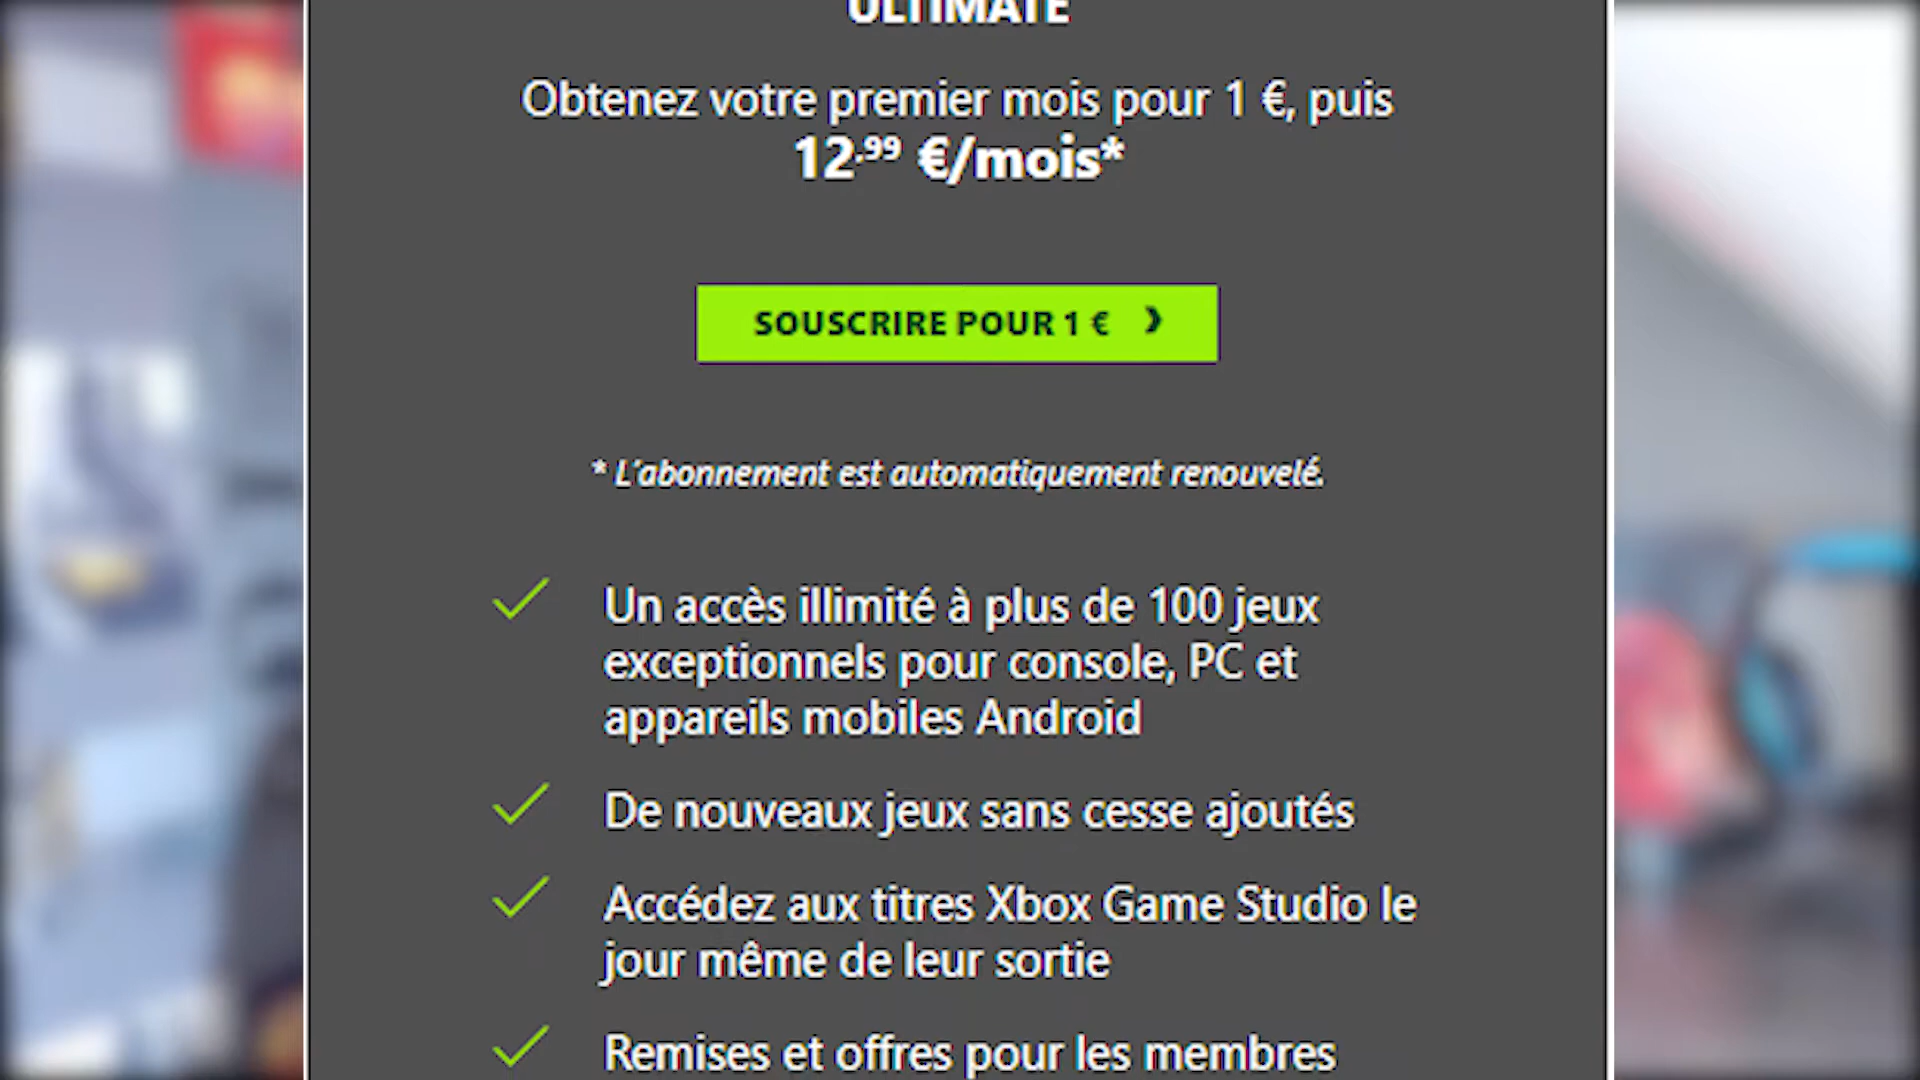 ULTIMATE
Obtenez votre premier mois pour 1 €, puis
12,99 €/mois*
SOUSCRIRE POUR 1 €
* L'abonnement est automatiquement renouvelé.
Un accès illimité à plus de 100 jeux
exceptionnels pour console, PC et
appareils mobiles Android
De nouveaux jeux sans cesse ajoutés
Accédez aux titres Xbox Game Studio le
jour même de leur sortie
Remises et offres pour les membres